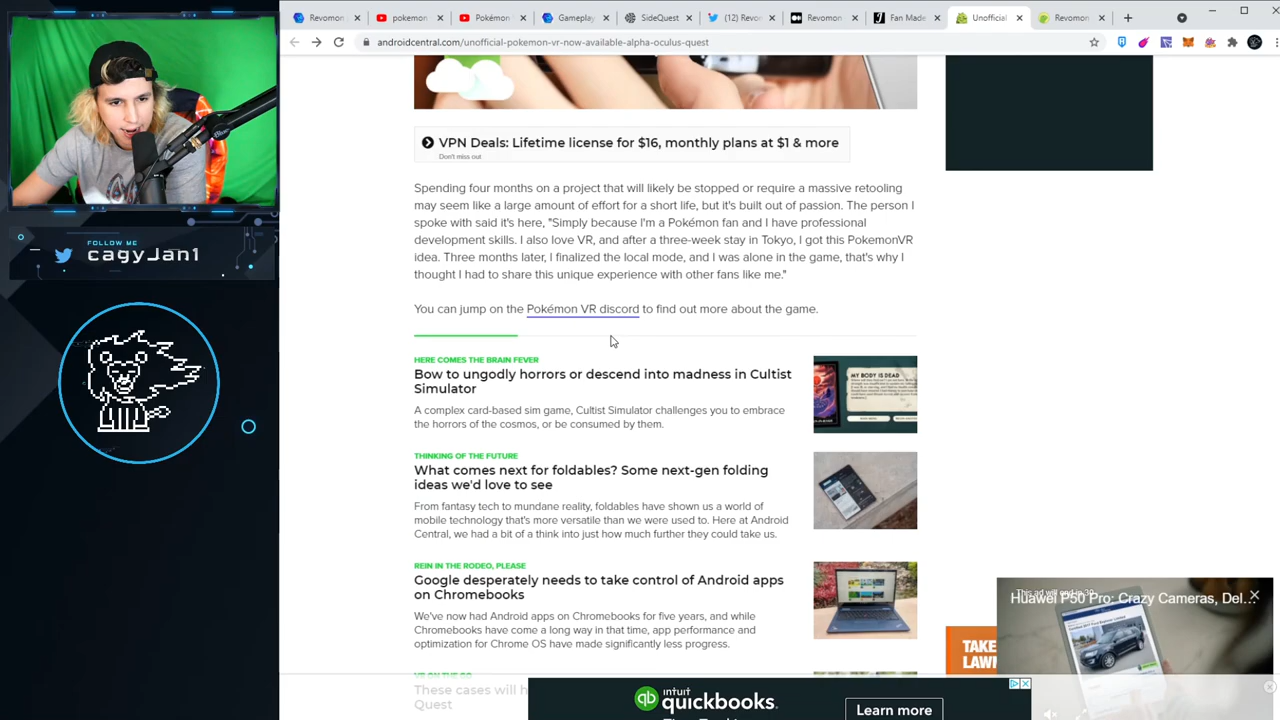 Revomon
pokemon
Pokémon
Gameplay
SideQuest
(12) Revo
Revomon
Fan Made
Unofficial
Revomon
androidcentral.com/unofficial-pokemon-vr-now-available-alpha-oculus-quest
Blue
FOLLOW ME
cagyJan1
VPN Deals: Lifetime license for $16, monthly plans at $1 & more
Don't miss out
Spending four months on a project that will likely be stopped or require a massive retooling
may seem like a large amount of effort for a short life, but it's built out of passion. The person I
spoke with said it's here, "Simply because I'm a Pokémon fan and I have professional
development skills. I also love VR, and after a three-week stay in Tokyo, I got this PokemonVR
idea. Three months later, I finalized the local mode, and I was alone in the game, that's why I
thought I had to share this unique experience with other fans like me."
You can jump on the Pokémon VR discord to find out more about the game.
HERE COMES THE BRAIN FEVER
Bow to ungodly horrors or descend into madness in Cultist
Simulator
A complex card-based sim game, Cultist Simulator challenges you to embrace
the horrors of the cosmos, or be consumed by them.
MY BODY IS DEAD
THINKING OF THE FUTURE
What comes next for foldables? Some next-gen folding
ideas we'd love to see
From fantasy tech to mundane reality, foldables have shown us a world of
mobile technology that's more versatile than we were used to. Here at Android
Central, we had a bit of a think into just how much further they could take us.
REIN IN THE RODEO, PLEASE
Google desperately needs to take control of Android apps
on Chromebooks
We've now had Android apps on Chromebooks for five years, and while
Chromebooks have come a long way in that time, app performance and
optimization for Chrome OS have made significantly less progress.
These cases will h
Quest
This ad will end in 30
Huawei P50 Pro: Crazy Cameras, Del...
TAKE
LAW
intuit
quickbooks.
Learn more